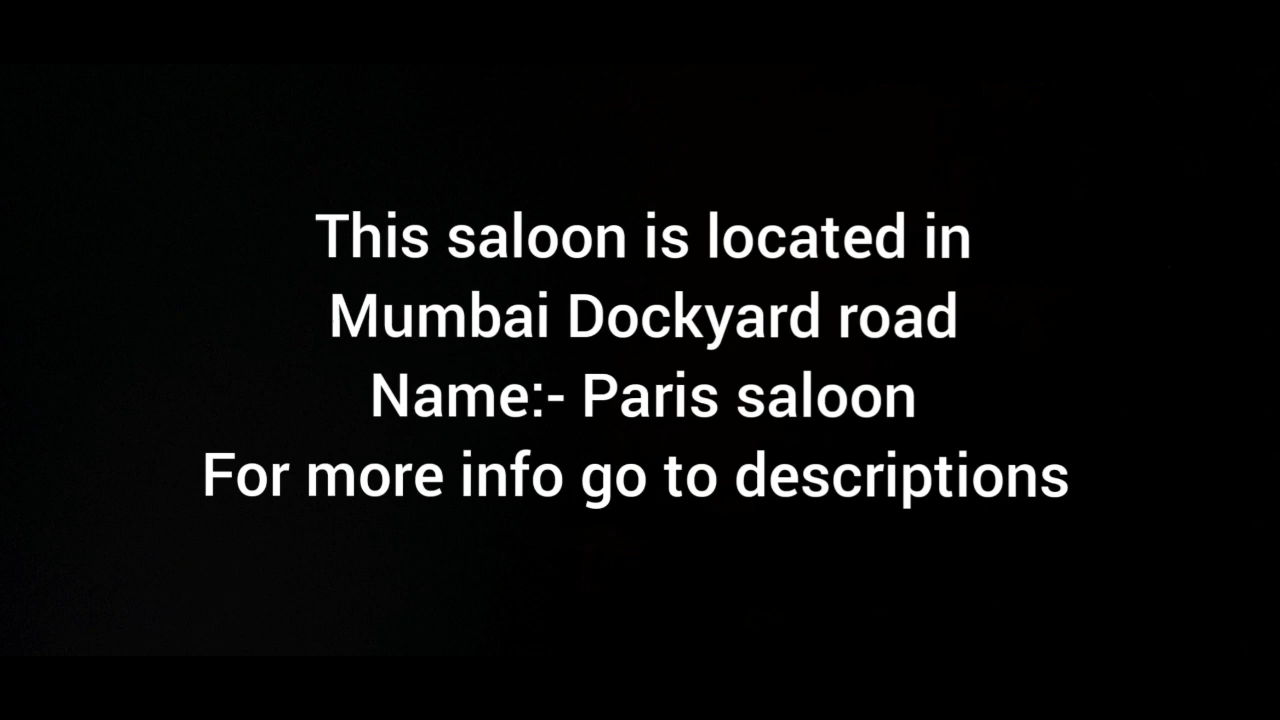 This saloon is located in
Mumbai Dockyard road
Name:- Paris saloon
For more info go to descriptions